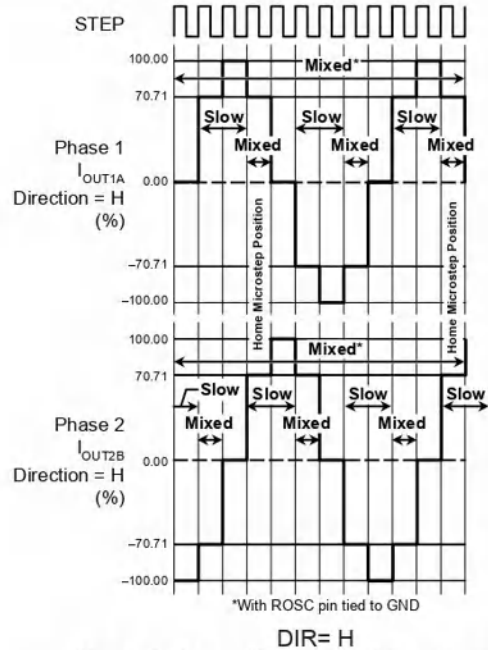 STEP
100.00
Mixed*
70.71
Slow Slow Slow
Mixed Mixed Mixed
Phase 1
IOUT1A
Direction = H
(%)
0.00
Home Microstep Position
Home Microstep Position
–70.71
–100.00
100.00
Mixed*
70.71
Slow Slow Slow Slow
Mixed Mixed Mixed
Phase 2
IOUT2B
Direction = H
(%)
0.00
–70.71
–100.00
*With ROSC pin tied to GND
DIR= H